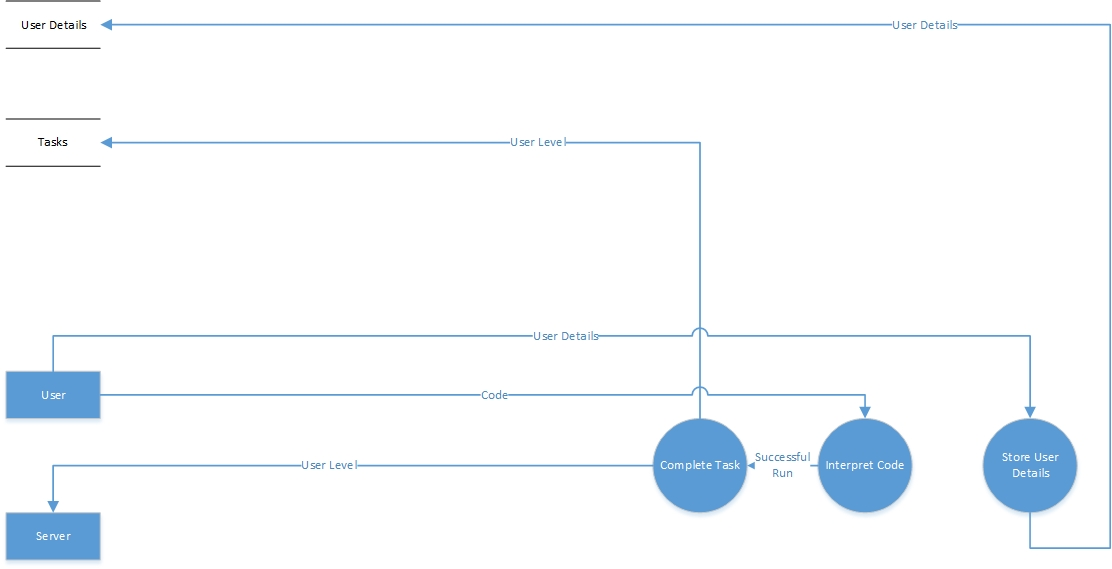 User Details
User Details
Tasks
User Level
User Details
User
Code
Complete Task
Successful
Run
Interpret Code
Store User
Details
User Level
Server